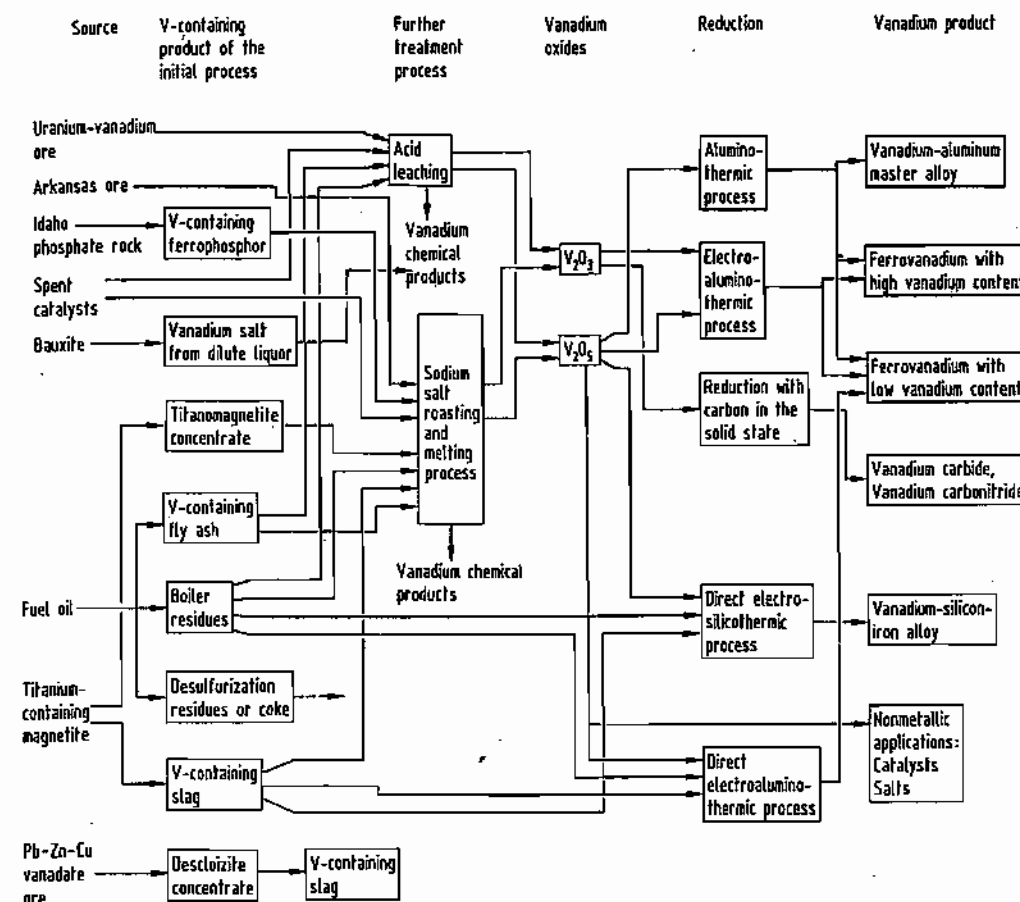 Source
V-containing
product of the
initial process
Further
treatment
process
Vanadium
oxides
Reduction
Vanadium product
Uranium-vanadium
ore
Arkansas ore
Idaho
phosphate rock
Spent
catalysts
Bauxite
Fuel oil
Titanium-
containing
magnetite
Pb-Zn-Cu
vanadate
ore
V-containing
ferrophosphor
Vanadium salt
from dilute liquor
Titanomagnetite
concentrate
V-containing
fly ash
Boiler
residues
Desulfurization
residues or coke
V-containing
slag
Descloizite
concentrate
V-containing
slag
Acid
leaching
Vanadium
chemical
products
Sodium
salt
roasting
and
melting
process
Vanadium chemical
products
V₂O₃
V₂O₅
Alumino-
thermic
process
Electro-
alumino-
thermic
process
Reduction with
carbon in the
solid state
Direct electro-
silicothermic
process
Direct
electroalumino-
thermic process
Vanadium-aluminum
master alloy
Ferrovanadium with
high vanadium content
Ferrovanadium with
low vanadium content
Vanadium carbide,
Vanadium carbonitride
Vanadium-silicon-
iron alloy
Nonmetallic
applications:
Catalysts
Salts